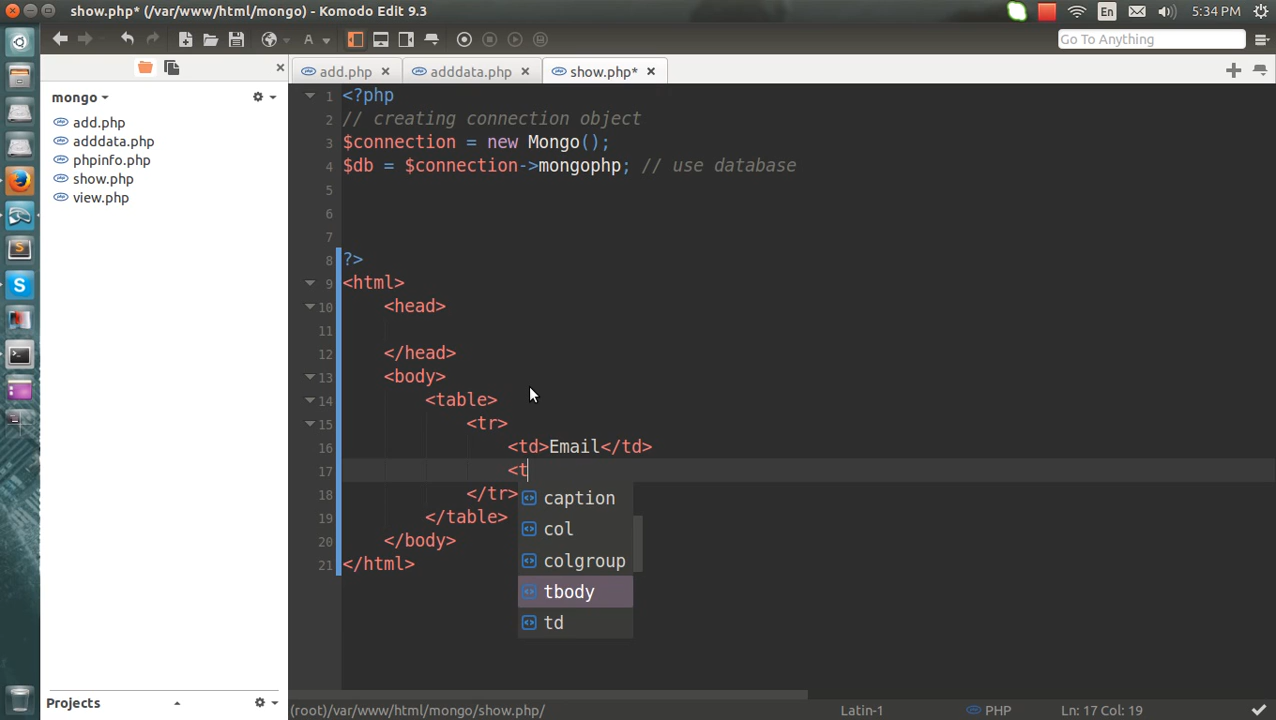 show.php* (/var/www/html/mongo) - Komodo Edit 9.3
En
5:34 PM
Go To Anything
add.php
adddata.php
show.php*
mongo
add.php
adddata.php
phpinfo.php
show.php
view.php
1 <?php
2 // creating connection object
3 $connection = new Mongo();
4 $db = $connection->mongophp; // use database
5
6
7
8 ?>
9 <html>
10 <head>
11
12 </head>
13 <body>
14 <table>
15 <tr>
16 <td>Email</td>
17 <t
18 </tr>
19 </table>
20 </body>
21 </html>
caption
col
colgroup
tbody
td
Projects
(root)/var/www/html/mongo/show.php/
Latin-1
PHP
Ln: 17 Col: 19